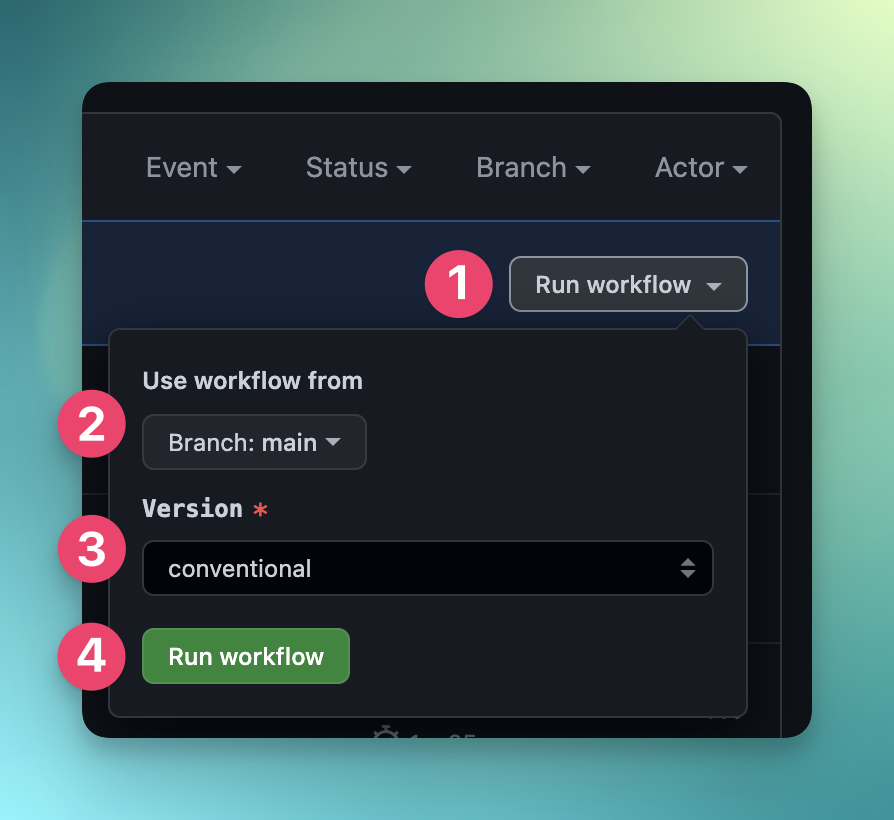 Event Status Branch Actor
1 Run workflow
Use workflow from
2 Branch: main
Version *
3 conventional
4 Run workflow